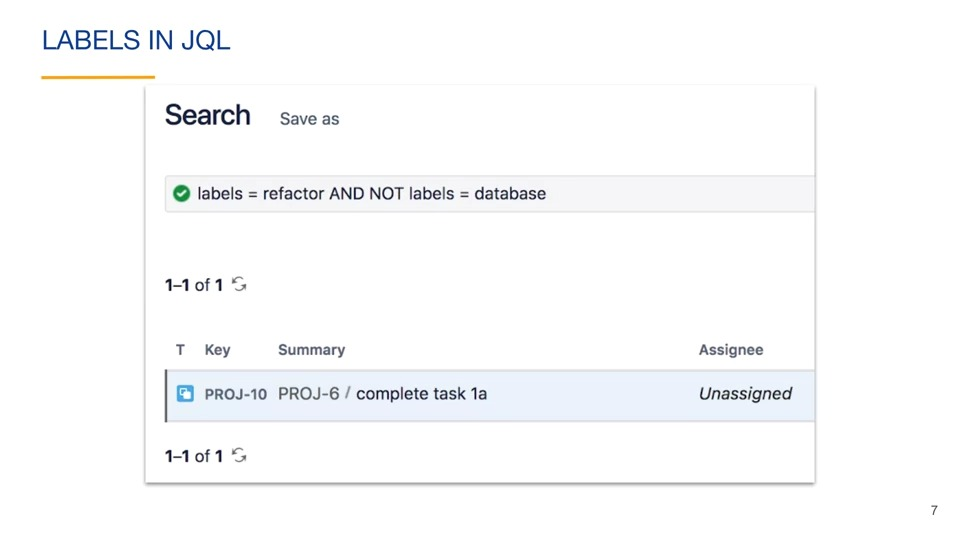 LABELS IN JQL
Search Save as
labels = refactor AND NOT labels = database
1–1 of 1
T Key Summary Assignee
PROJ-10 PROJ-6 / complete task 1a Unassigned
1–1 of 1
7